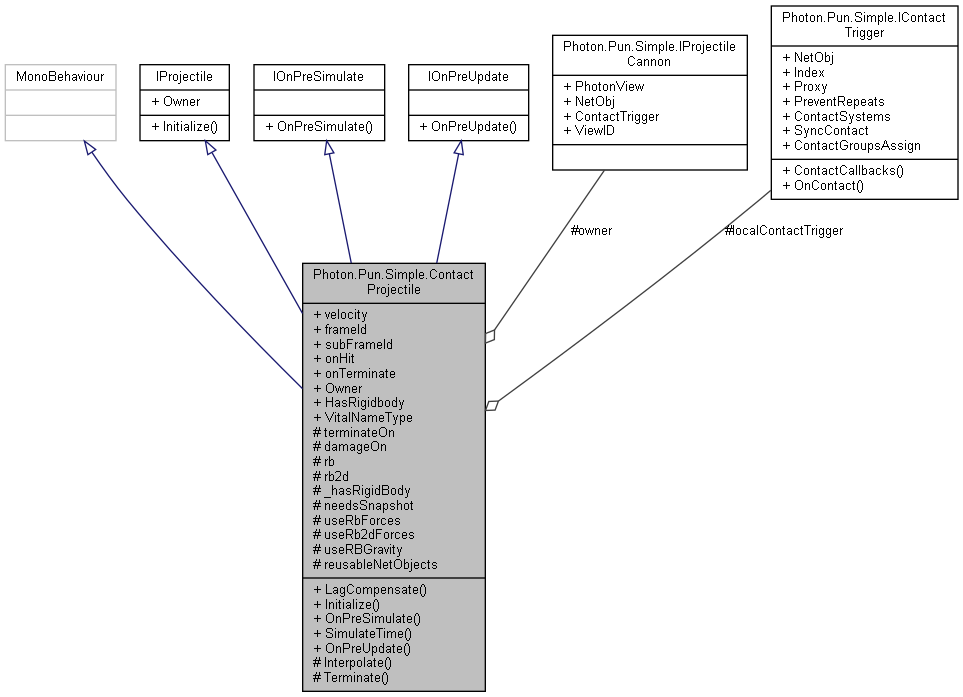 MonoBehaviour
IProjectile
+ Owner
+ Initialize()
IOnPreSimulate
+ OnPreSimulate()
IOnPreUpdate
+ OnPreUpdate()
Photon.Pun.Simple.IProjectile
Cannon
+ PhotonView
+ NetObj
+ ContactTrigger
+ ViewID
Photon.Pun.Simple.IContact
Trigger
+ NetObj
+ Index
+ Proxy
+ PreventRepeats
+ ContactSystems
+ SyncContact
+ ContactGroupsAssign
+ ContactCallbacks()
+ OnContact()
#owner
#localContactTrigger
Photon.Pun.Simple.Contact
Projectile
+ velocity
+ frameId
+ subFrameId
+ onHit
+ onTerminate
+ Owner
+ HasRigidbody
+ VitalNameType
# terminateOn
# damageOn
# rb
# rb2d
# _hasRigidBody
# needsSnapshot
# useRbForces
# useRb2dForces
# useRBGravity
# reusableNetObjects
+ LagCompensate()
+ Initialize()
+ OnPreSimulate()
+ SimulateTime()
+ OnPreUpdate()
# Interpolate()
# Terminate()